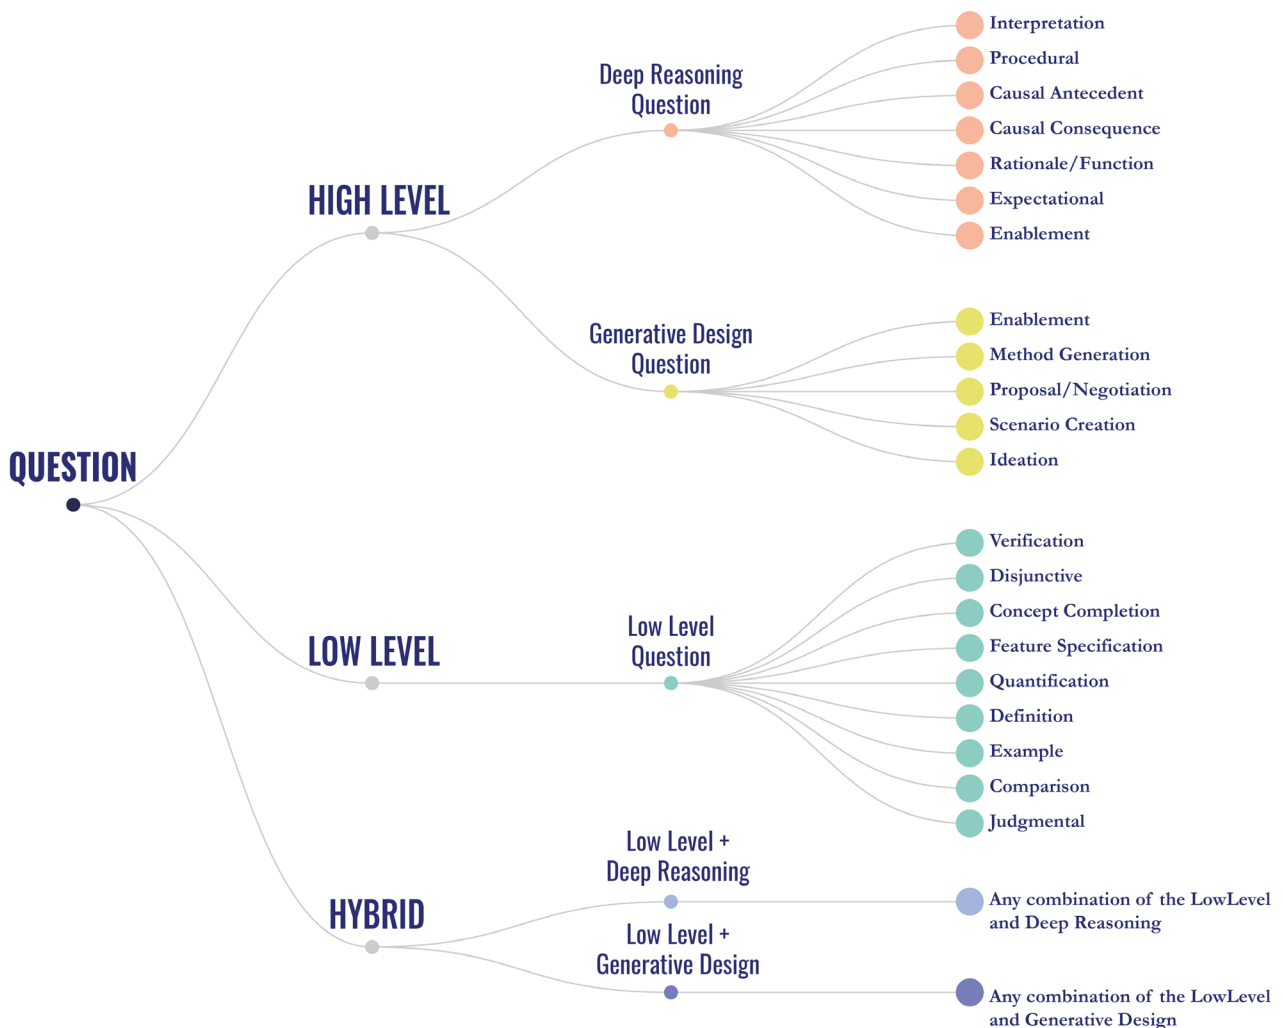 QUESTION
HIGH LEVEL
Deep Reasoning
Question
Interpretation
Procedural
Causal Antecedent
Causal Consequence
Rationale/Function
Expectational
Enablement
Generative Design
Question
Enablement
Method Generation
Proposal/Negotiation
Scenario Creation
Ideation
LOW LEVEL
Low Level
Question
Verification
Disjunctive
Concept Completion
Feature Specification
Quantification
Definition
Example
Comparison
Judgmental
HYBRID
Low Level +
Deep Reasoning
Any combination of the LowLevel
and Deep Reasoning
Low Level +
Generative Design
Any combination of the LowLevel
and Generative Design